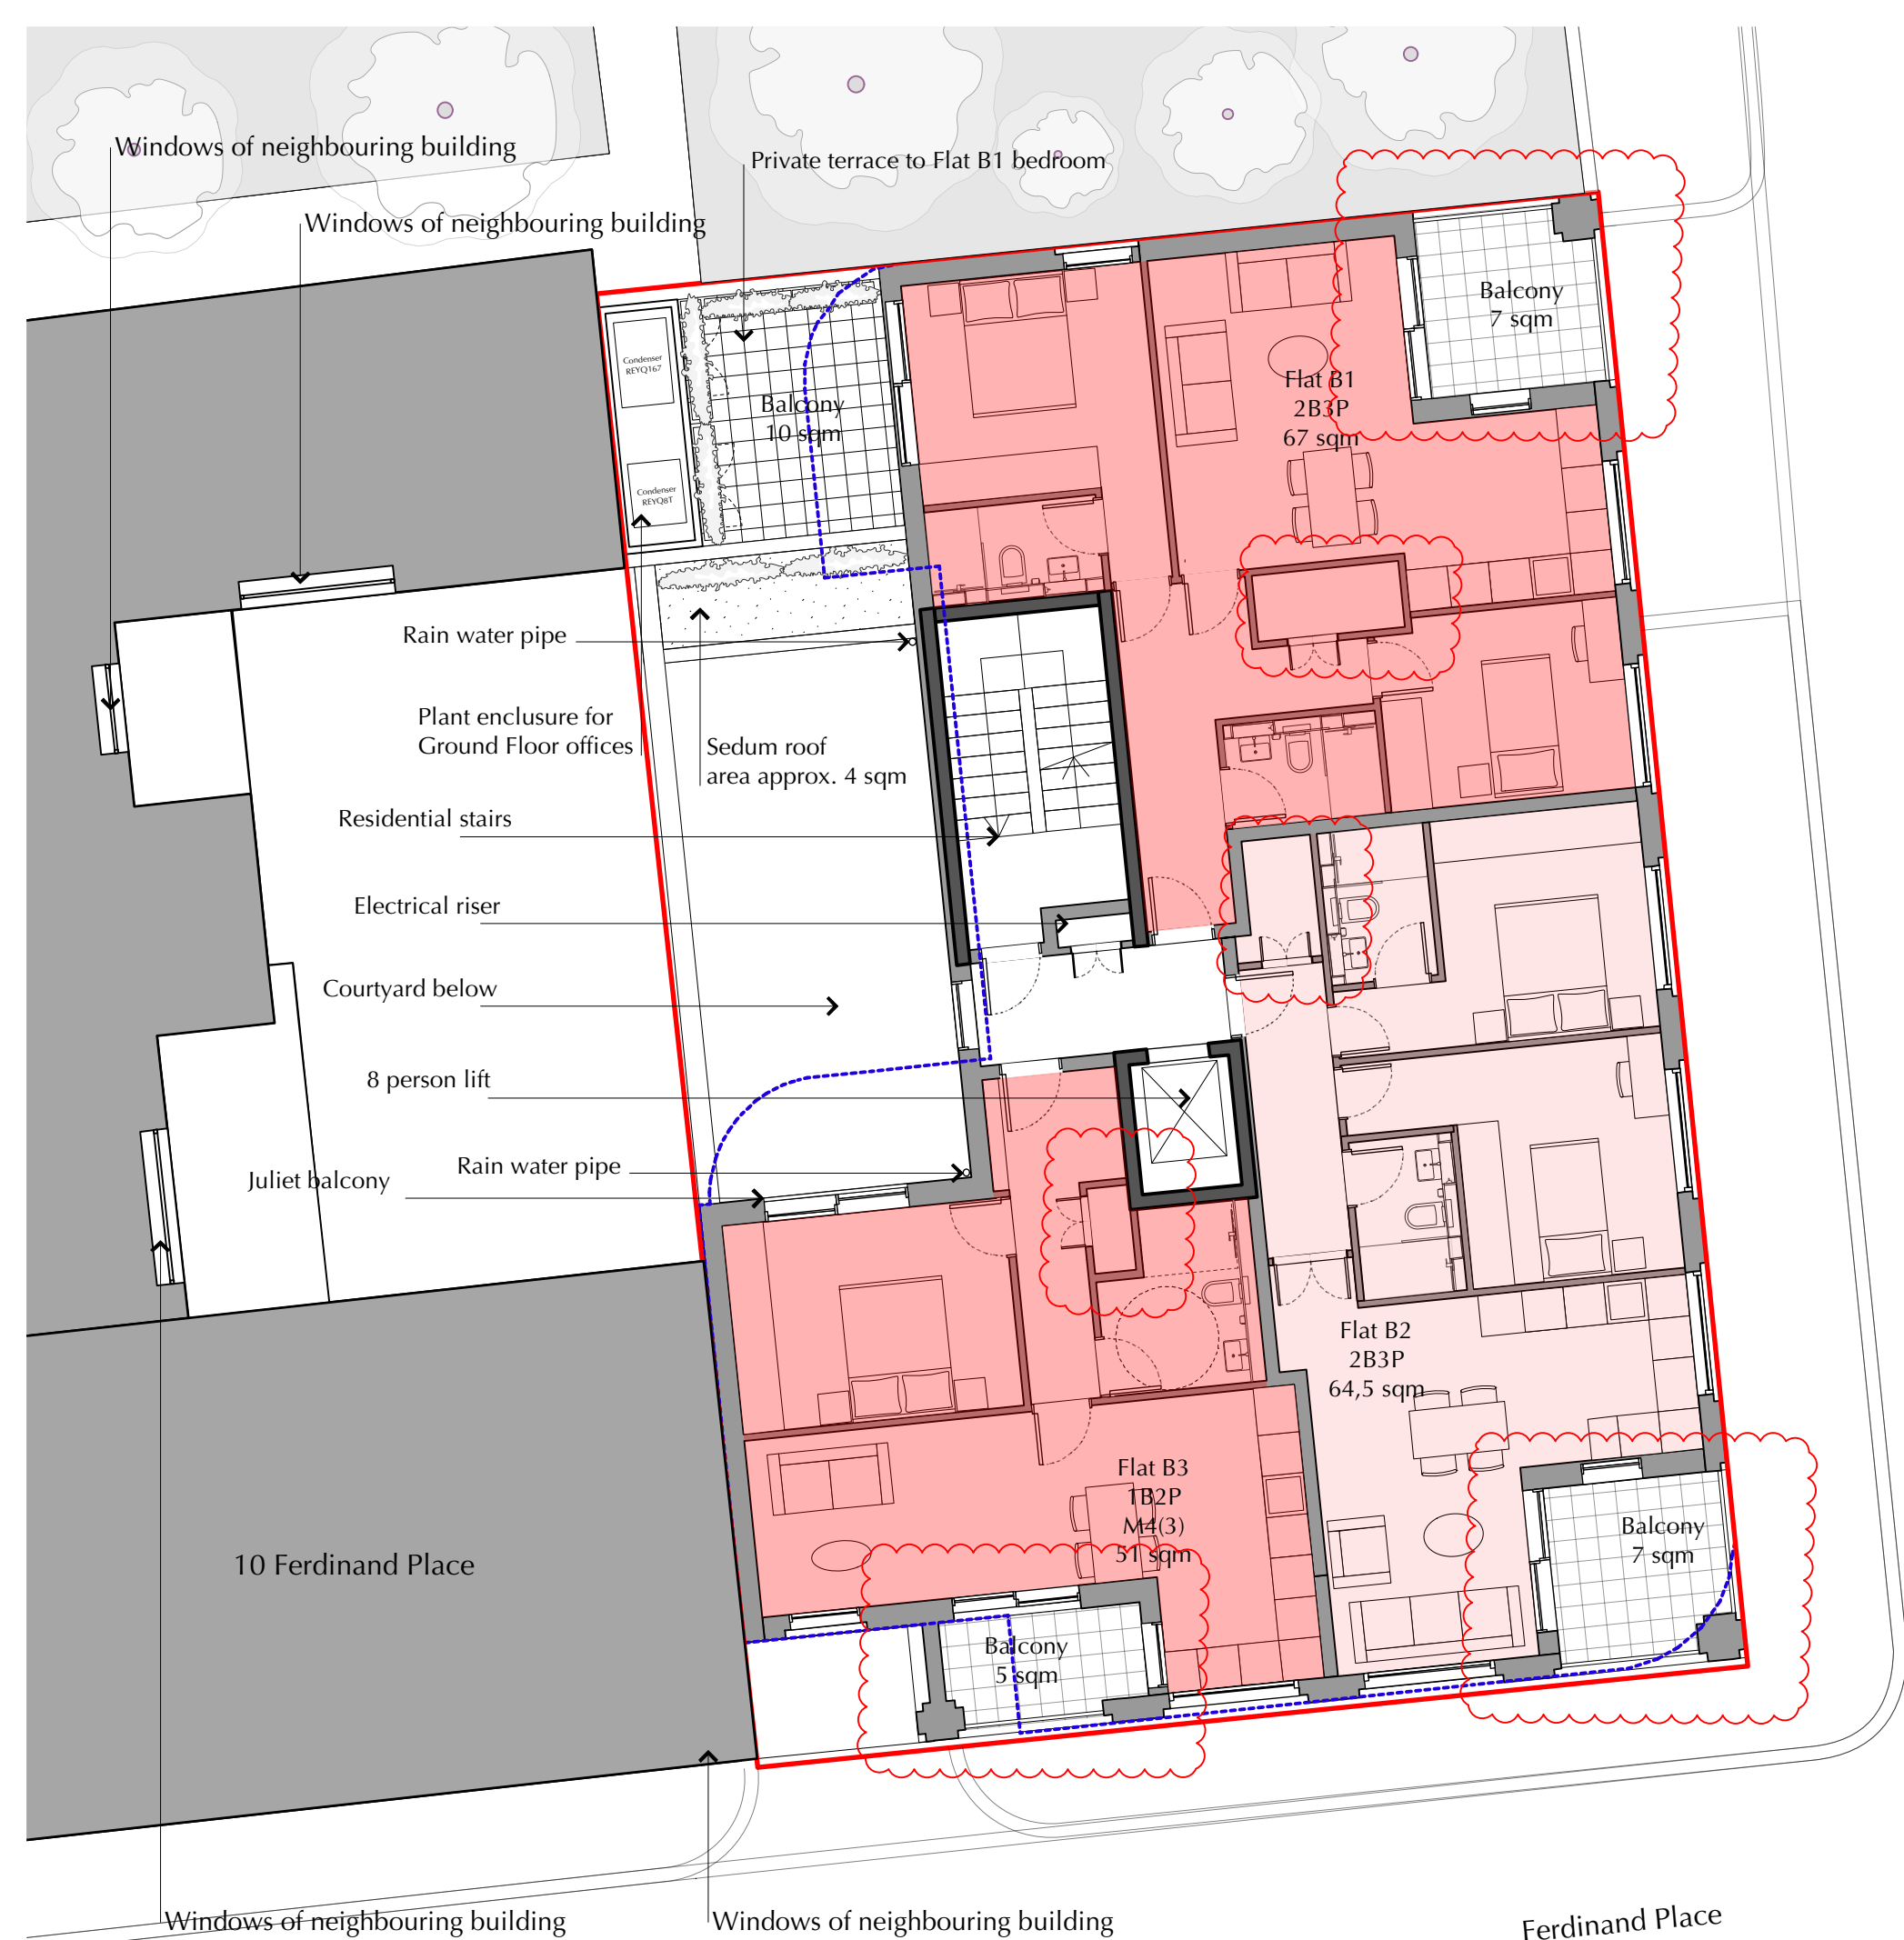 Windows of neighbouring building
Private terrace to Flat B1 bedroom
Windows of neighbouring building
Balcony
7 sqm
Condenser
REYQ167
Flat B1
2B3P
67 sqm
Balcony
10 sqm
Condenser
REYQ8T
Rain water pipe
Plant enclusure for
Ground Floor offices
Sedum roof
area approx. 4 sqm
Residential stairs
Electrical riser
Courtyard below
8 person lift
Rain water pipe
Juliet balcony
Flat B2
2B3P
64,5 sqm
Flat B3
1B2P
M4(3)
51 sqm
Balcony
7 sqm
10 Ferdinand Place
Balcony
5 sqm
Windows of neighbouring building
Windows of neighbouring building
Ferdinand Place